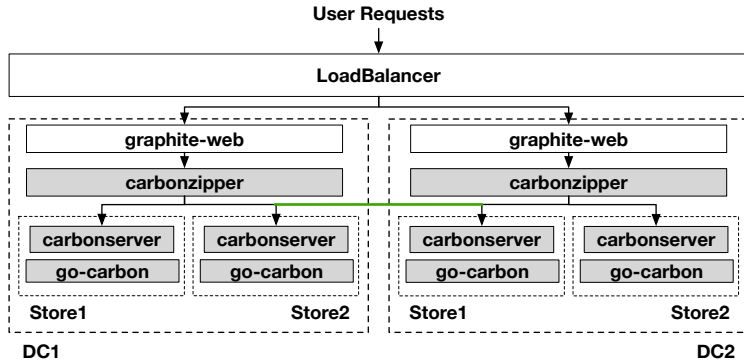 User Requests
LoadBalancer
graphite-web
graphite-web
carbonzipper
carbonzipper
carbonserver
carbonserver
carbonserver
carbonserver
go-carbon
go-carbon
go-carbon
go-carbon
Store1
Store2
Store1
Store2
DC1
DC2